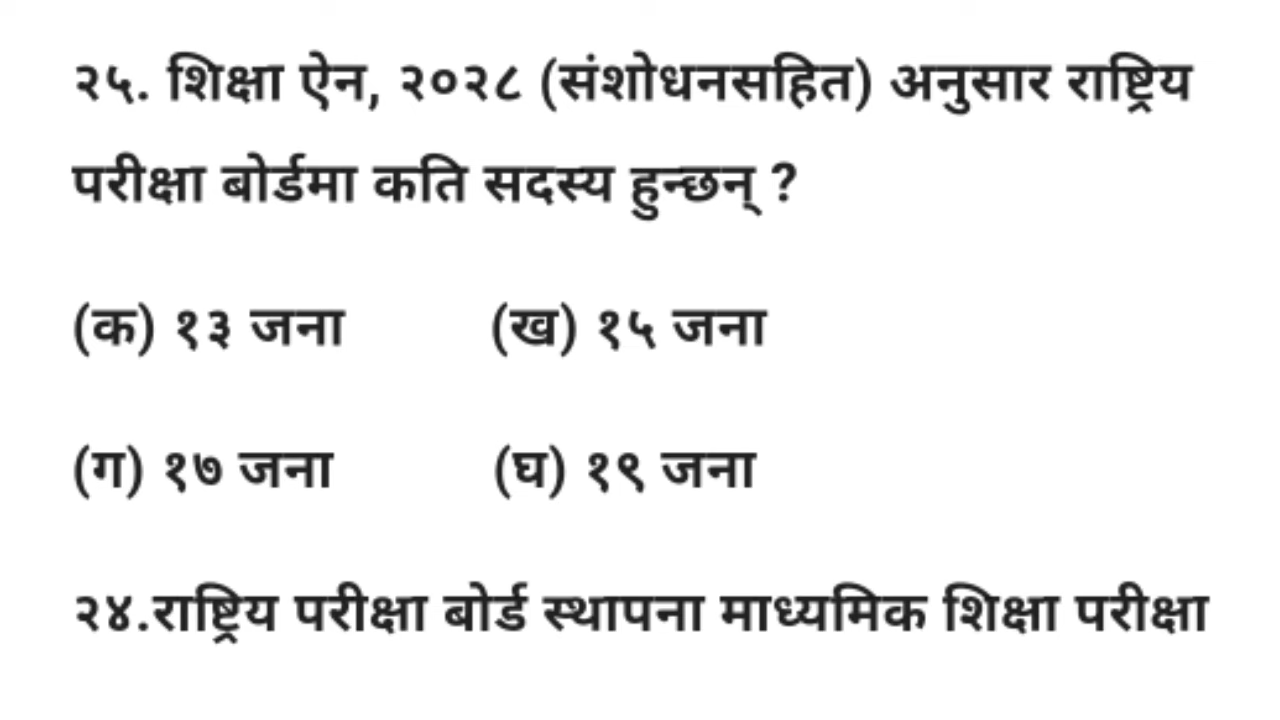 २५. शिक्षा ऐन, २०२८ (संशोधनसहित) अनुसार राष्ट्रिय
परीक्षा बोर्डमा कति सदस्य हुन्छन् ?
(क) १३ जना (ख) १५ जना
(ग) १७ जना (घ) १९ जना
२४.राष्ट्रिय परीक्षा बोर्ड स्थापना माध्यमिक शिक्षा परीक्षा